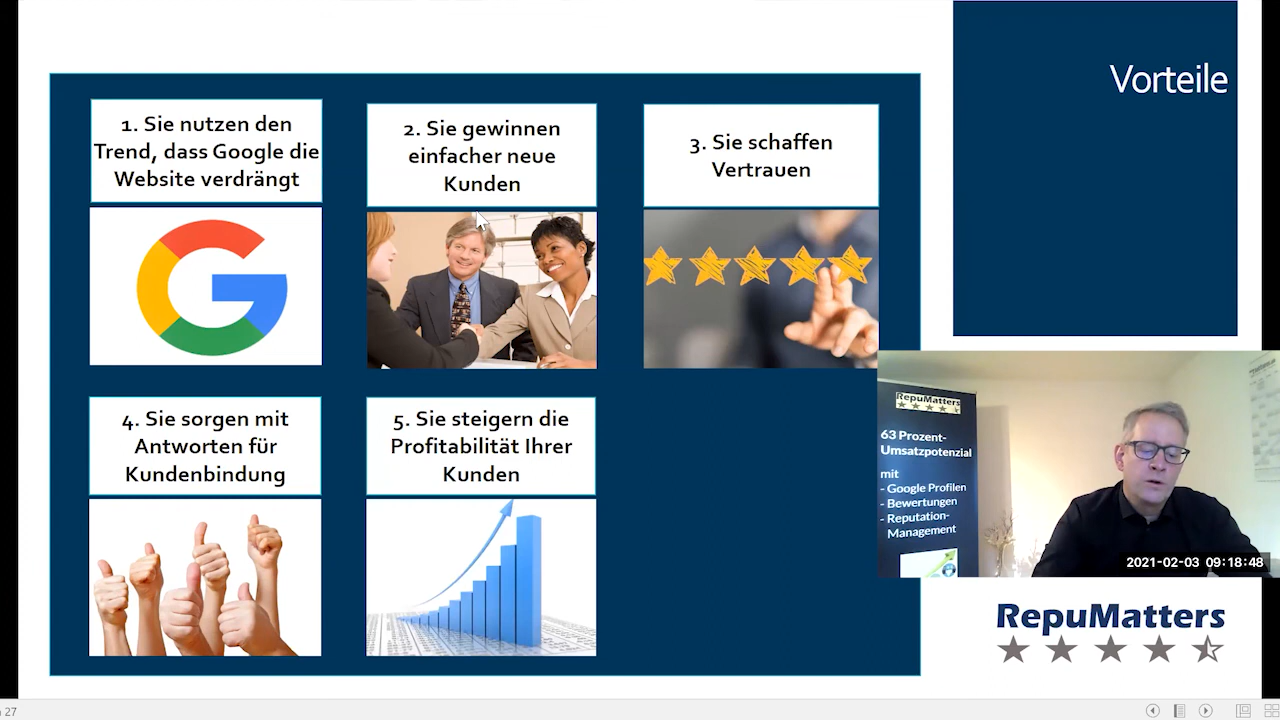 Vorteile
1. Sie nutzen den
Trend, dass Google die
Website verdrängt
2. Sie gewinnen
einfacher neue
Kunden
3. Sie schaffen
Vertrauen
4. Sie sorgen mit
Antworten für
Kundenbindung
5. Sie steigern die
Profitabilität Ihrer
Kunden
RepuMatters
63 Prozent-
Umsatzpotenzial
mit
- Google Profilen
- Bewertungen
- Reputation-
Management
2021-02-03 09:18:48
RepuMatters
27